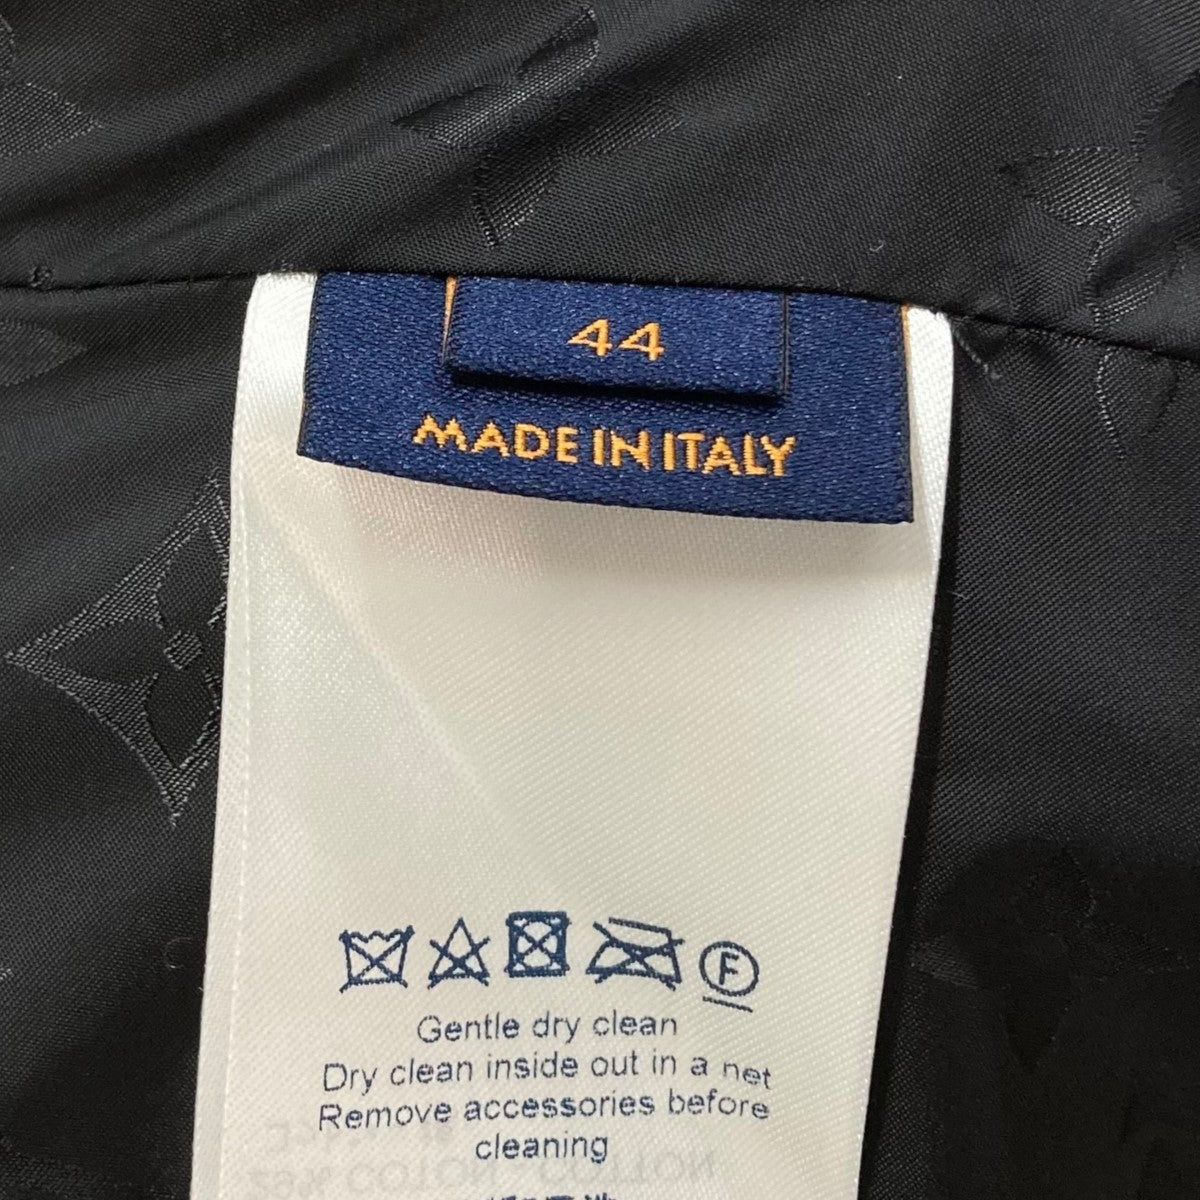 44
MADE IN ITALY
F
Gentle dry clean
Dry clean inside out in a net
Remove accessories before
cleaning